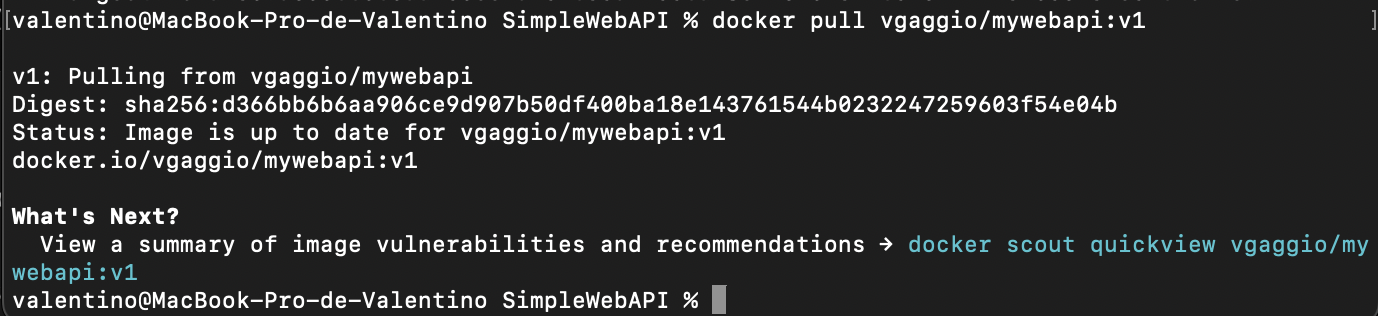 [valentino@MacBook-Pro-de-Valentino SimpleWebAPI % docker pull vgaggio/mywebapi:v1 ]
v1: Pulling from vgaggio/mywebapi
Digest: sha256:d366bb6b6aa906ce9d907b50df400ba18e143761544b0232247259603f54e04b
Status: Image is up to date for vgaggio/mywebapi:v1
docker.io/vgaggio/mywebapi:v1
What's Next?
View a summary of image vulnerabilities and recommendations → docker scout quickview vgaggio/my
webapi:v1
valentino@MacBook-Pro-de-Valentino SimpleWebAPI %